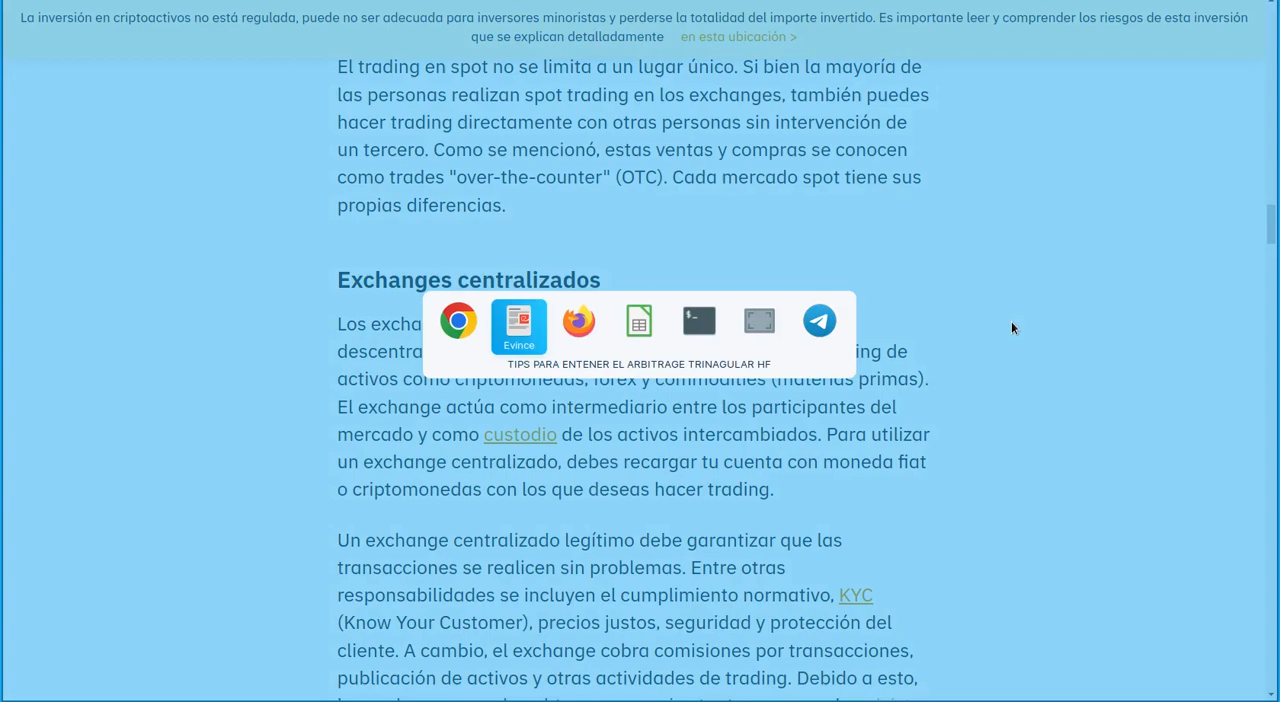 La inversión en criptoactivos no está regulada, puede no ser adecuada para inversores minoristas y perderse la totalidad del importe invertido. Es importante leer y comprender los riesgos de esta inversión
que se explican detalladamente en esta ubicación >
El trading en spot no se limita a un lugar único. Si bien la mayoría de
las personas realizan spot trading en los exchanges, también puedes
hacer trading directamente con otras personas sin intervención de
un tercero. Como se mencionó, estas ventas y compras se conocen
como trades "over-the-counter" (OTC). Cada mercado spot tiene sus
propias diferencias.
Exchanges centralizados
Los excha
Evince
TIPS PARA ENTENER EL ARBITRAGE TRINAGULAR HF
descentra ing de
activos como criptomonedas, forex y commodities (materias primas).
El exchange actúa como intermediario entre los participantes del
mercado y como custodio de los activos intercambiados. Para utilizar
un exchange centralizado, debes recargar tu cuenta con moneda fiat
o criptomonedas con los que deseas hacer trading.
Un exchange centralizado legítimo debe garantizar que las
transacciones se realicen sin problemas. Entre otras
responsabilidades se incluyen el cumplimiento normativo, KYC
(Know Your Customer), precios justos, seguridad y protección del
cliente. A cambio, el exchange cobra comisiones por transacciones,
publicación de activos y otras actividades de trading. Debido a esto,